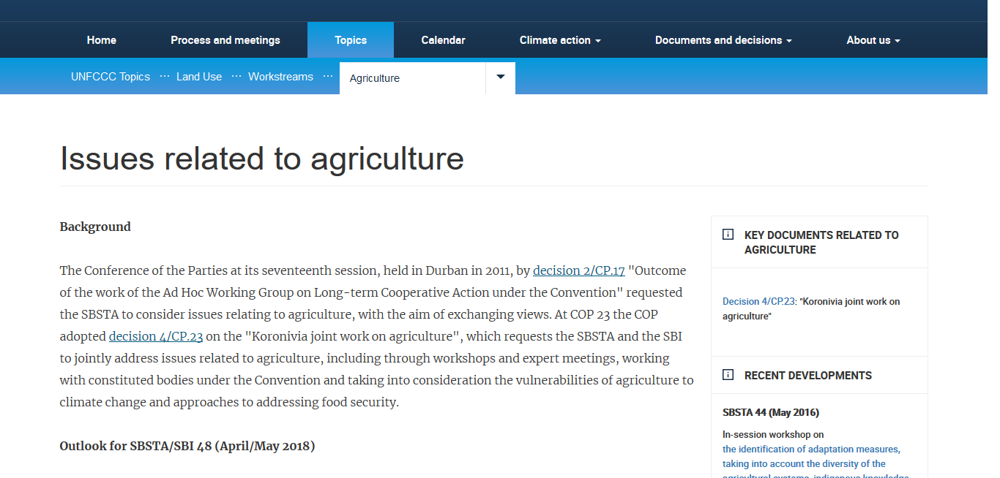 Home Process and meetings Topics Calendar Climate action Documents and decisions About us
UNFCCC Topics ··· Land Use ··· Workstreams ··· Agriculture
Issues related to agriculture
Background
The Conference of the Parties at its seventeenth session, held in Durban in 2011, by decision 2/CP.17 "Outcome
of the work of the Ad Hoc Working Group on Long-term Cooperative Action under the Convention" requested
the SBSTA to consider issues relating to agriculture, with the aim of exchanging views. At COP 23 the COP
adopted decision 4/CP.23 on the "Koronivia joint work on agriculture", which requests the SBSTA and the SBI
to jointly address issues related to agriculture, including through workshops and expert meetings, working
with constituted bodies under the Convention and taking into consideration the vulnerabilities of agriculture to
climate change and approaches to addressing food security.
Outlook for SBSTA/SBI 48 (April/May 2018)
KEY DOCUMENTS RELATED TO
AGRICULTURE
Decision 4/CP.23: "Koronivia joint work on
agriculture"
RECENT DEVELOPMENTS
SBSTA 44 (May 2016)
In-session workshop on
the identification of adaptation measures,
taking into account the diversity of the
agricultural systems, indigenous knowledge